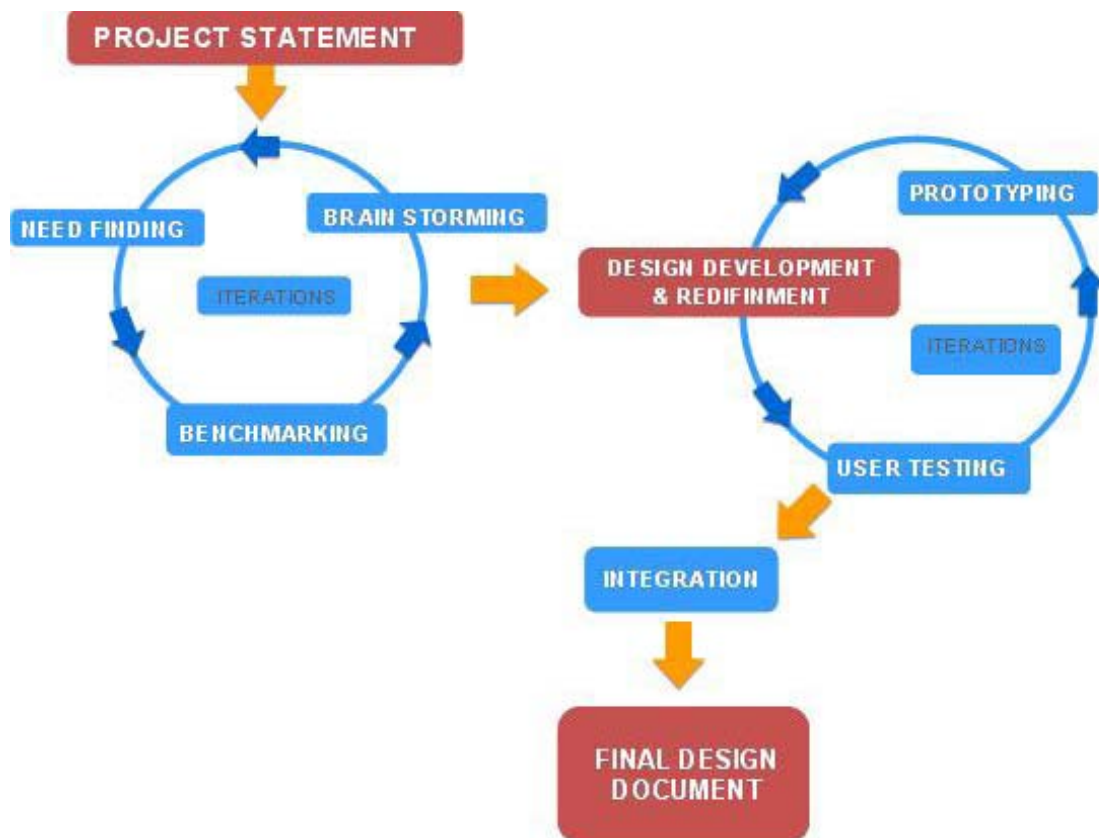 PROJECT STATEMENT
NEED FINDING
BRAIN STORMING
ITERATIONS
BENCHMARKING
PROTOTYPING
DESIGN DEVELOPMENT
& REDIFINMENT
ITERATIONS
USER TESTING
INTEGRATION
FINAL DESIGN
DOCUMENT